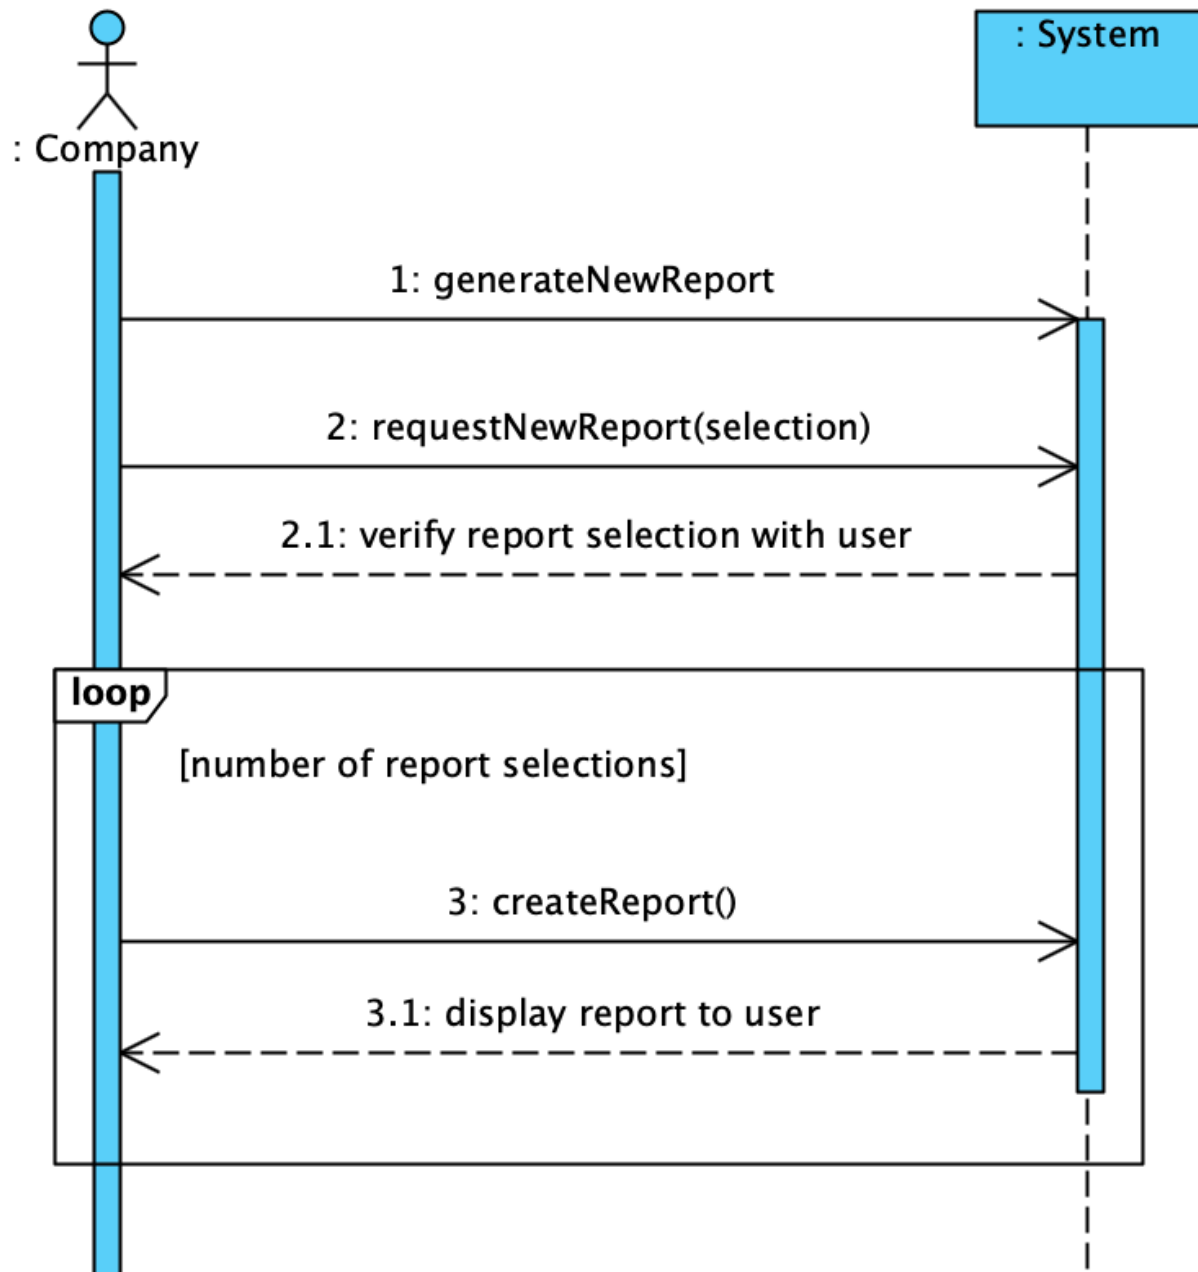 : System
: Company
1: generateNewReport
2: requestNewReport(selection)
2.1: verify report selection with user
loop
[number of report selections]
3: createReport()
3.1: display report to user